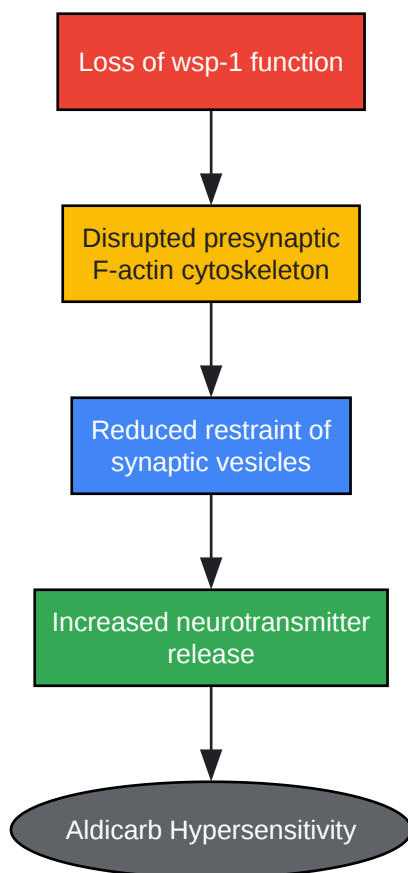 Loss of wsp-1 function
Disrupted presynaptic
F-actin cytoskeleton
Reduced restraint of
synaptic vesicles
Increased neurotransmitter
release
Aldicarb Hypersensitivity